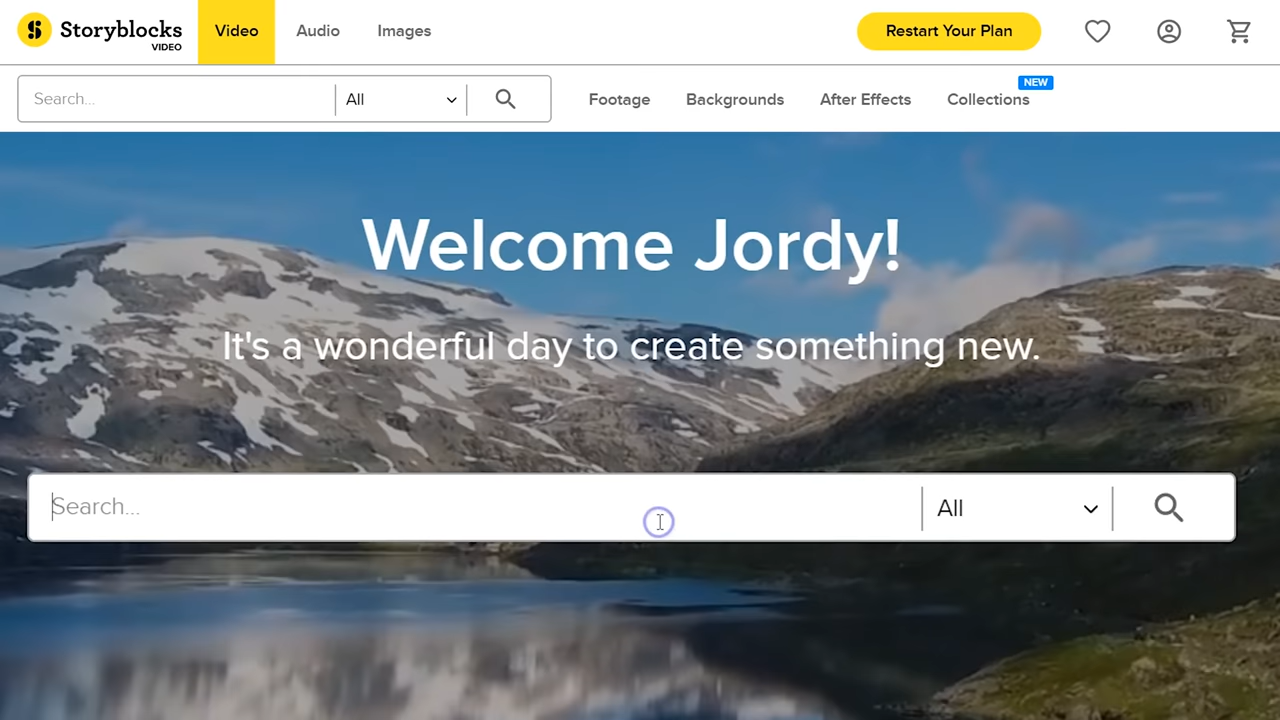 Storyblocks
VIDEO
Video
Audio
Images
Restart Your Plan
Search...
All
Footage
Backgrounds
After Effects
Collections
NEW
Welcome Jordy!
It's a wonderful day to create something new.
Search...
All